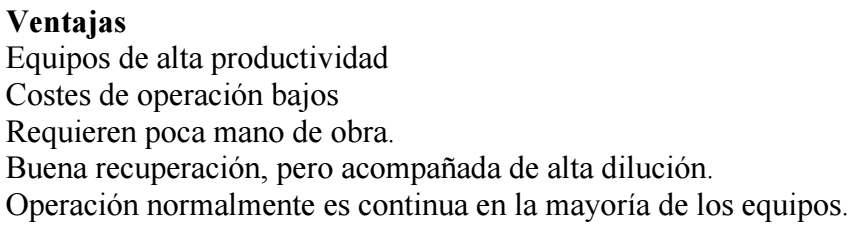 Ventajas
Equipos de alta productividad
Costes de operación bajos
Requieren poca mano de obra.
Buena recuperación, pero acompañada de alta dilución.
Operación normalmente es continua en la mayoría de los equipos.